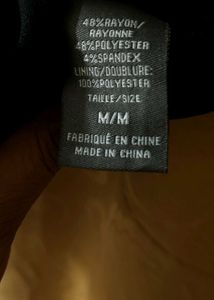 48%RAYON/
RAYONNE
48%POLYESTER
4%SPANDEX
LINING/DOUBLURE:
100%POLYESTER
TAILLE/SIZE
M/M
FABRIQUÉ EN CHINE
MADE IN CHINA